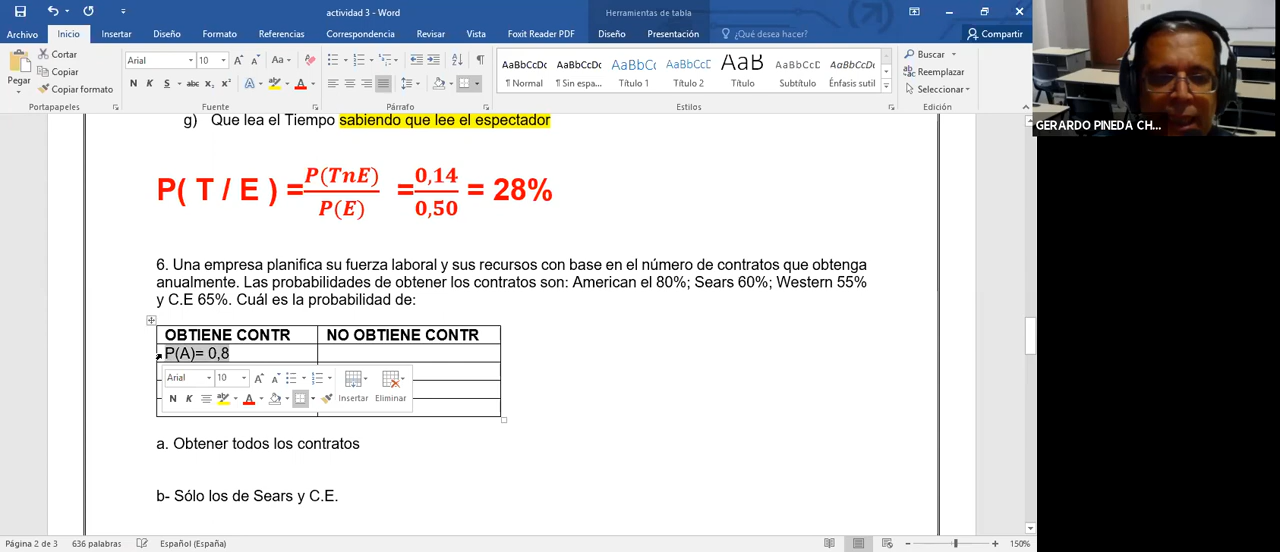 actividad 3 - Word
Herramientas de tabla
Archivo Inicio Insertar Diseño Formato Referencias Correspondencia Revisar Vista Foxit Reader PDF Diseño Presentación ¿Qué desea hacer? Compartir
Pegar
Cortar
Copiar
Copiar formato
Portapapeles
Arial 10
N K S abc x₂ x²
Fuente
Párrafo
AaBbCcDc AaBbCcDc AaBbCc AaBbCcC AaB AaBbCcC AaBbCcDc
¶ Normal ¶ Sin espa... Título 1 Título 2 Título Subtítulo Énfasis sutil
Estilos
Buscar
Reemplazar
Seleccionar
Edición
GERARDO PINEDA CH...
g) Que lea el Tiempo sabiendo que lee el espectador
P( T / E ) = P(TnE) / P(E) = 0,14 / 0,50 = 28%
6. Una empresa planifica su fuerza laboral y sus recursos con base en el número de contratos que obtenga
anualmente. Las probabilidades de obtener los contratos son: American el 80%; Sears 60%; Western 55%
y C.E 65%. Cuál es la probabilidad de:
OBTIENE CONTR NO OBTIENE CONTR
P(A)= 0,8
Arial 10
N K S
Insertar Eliminar
a. Obtener todos los contratos
b- Sólo los de Sears y C.E.
Página 2 de 3 636 palabras Español (España) 150%